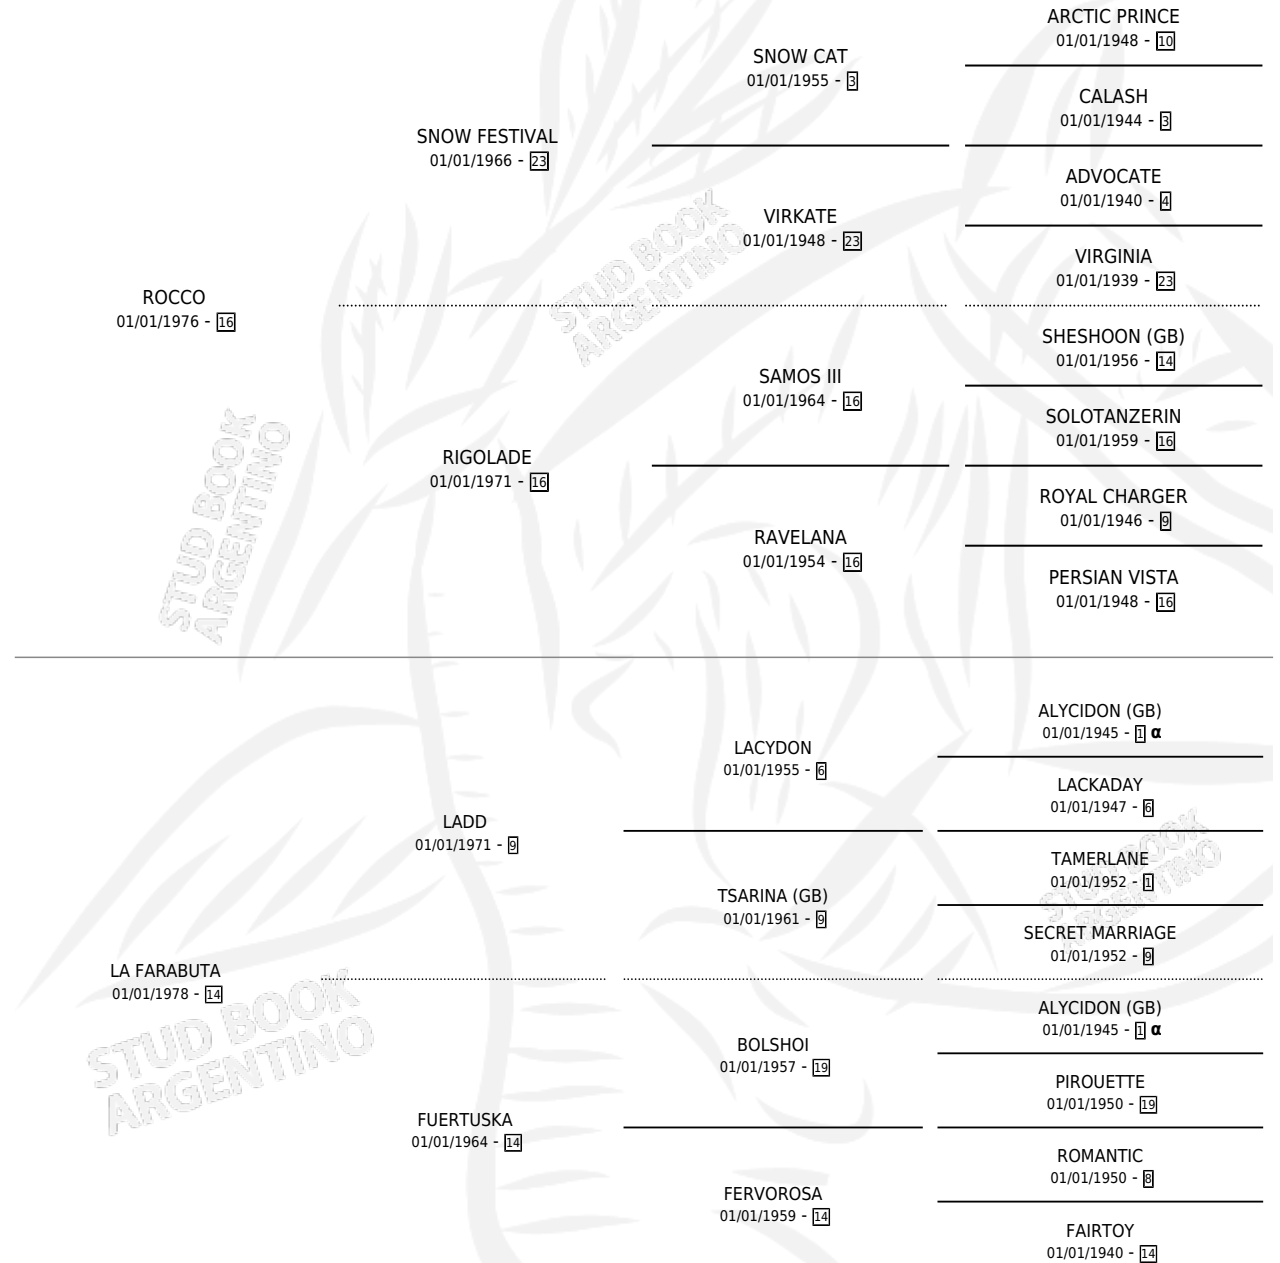 ARCTIC PRINCE
01/01/1948 - 10
SNOW CAT
01/01/1955 - 3
CALASH
01/01/1944 - 3
SNOW FESTIVAL
01/01/1966 - 23
ADVOCATE
01/01/1940 - 4
VIRKATE
01/01/1948 - 23
VIRGINIA
01/01/1939 - 23
ROCCO
01/01/1976 - 16
SHESHOON (GB)
01/01/1956 - 14
SAMOS III
01/01/1964 - 16
SOLOTANZERIN
01/01/1959 - 16
RIGOLADE
01/01/1971 - 16
ROYAL CHARGER
01/01/1946 - 9
RAVELANA
01/01/1954 - 16
PERSIAN VISTA
01/01/1948 - 16
STUD BOOK
ARGENTINO
STUD BOOK
ARGENTINO
ALYCIDON (GB)
01/01/1945 - 1 α
LACYDON
01/01/1955 - 6
LACKADAY
01/01/1947 - 6
LADD
01/01/1971 - 9
TAMERLANE
01/01/1952 - 1
TSARINA (GB)
01/01/1961 - 9
SECRET MARRIAGE
01/01/1952 - 9
LA FARABUTA
01/01/1978 - 14
ALYCIDON (GB)
01/01/1945 - 1 α
BOLSHOI
01/01/1957 - 19
PIROUETTE
01/01/1950 - 19
FUERTUSKA
01/01/1964 - 14
ROMANTIC
01/01/1950 - 8
FERVOROSA
01/01/1959 - 14
FAIRTOY
01/01/1940 - 14
STUD BOOK
ARGENTINO
STUD BOOK
ARGENTINO